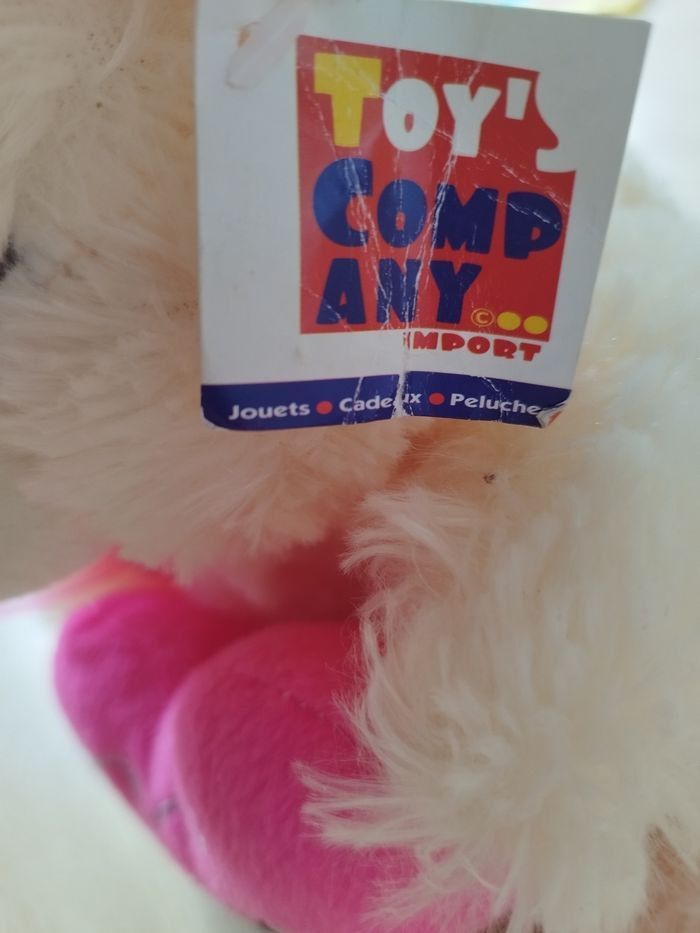 TOY'S
COMP
ANY ©
IMPORT
Jouets • Cadeaux • Peluche